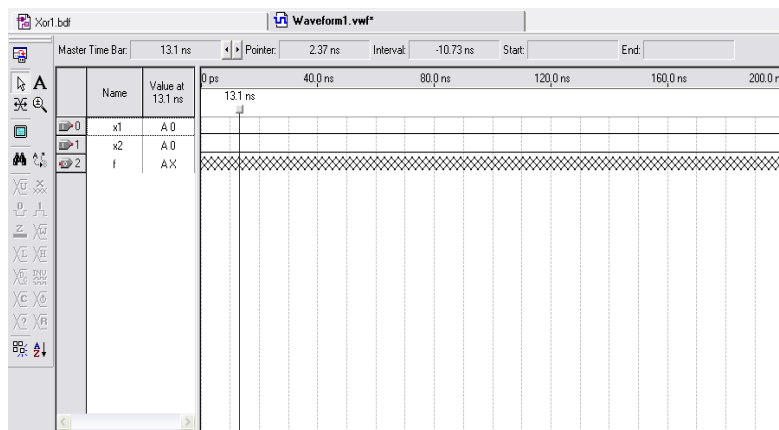 Xor1.bdf
Waveform1.vwf*
Master Time Bar: 13.1 ns Pointer: 2.37 ns Interval: -10.73 ns Start: End:
Name
Value at
13.1 ns
0 ps 40.0 ns 80.0 ns 120.0 ns 160.0 ns 200.0 n
13.1 ns
0 x1 A 0
1 x2 A 0
2 f A X